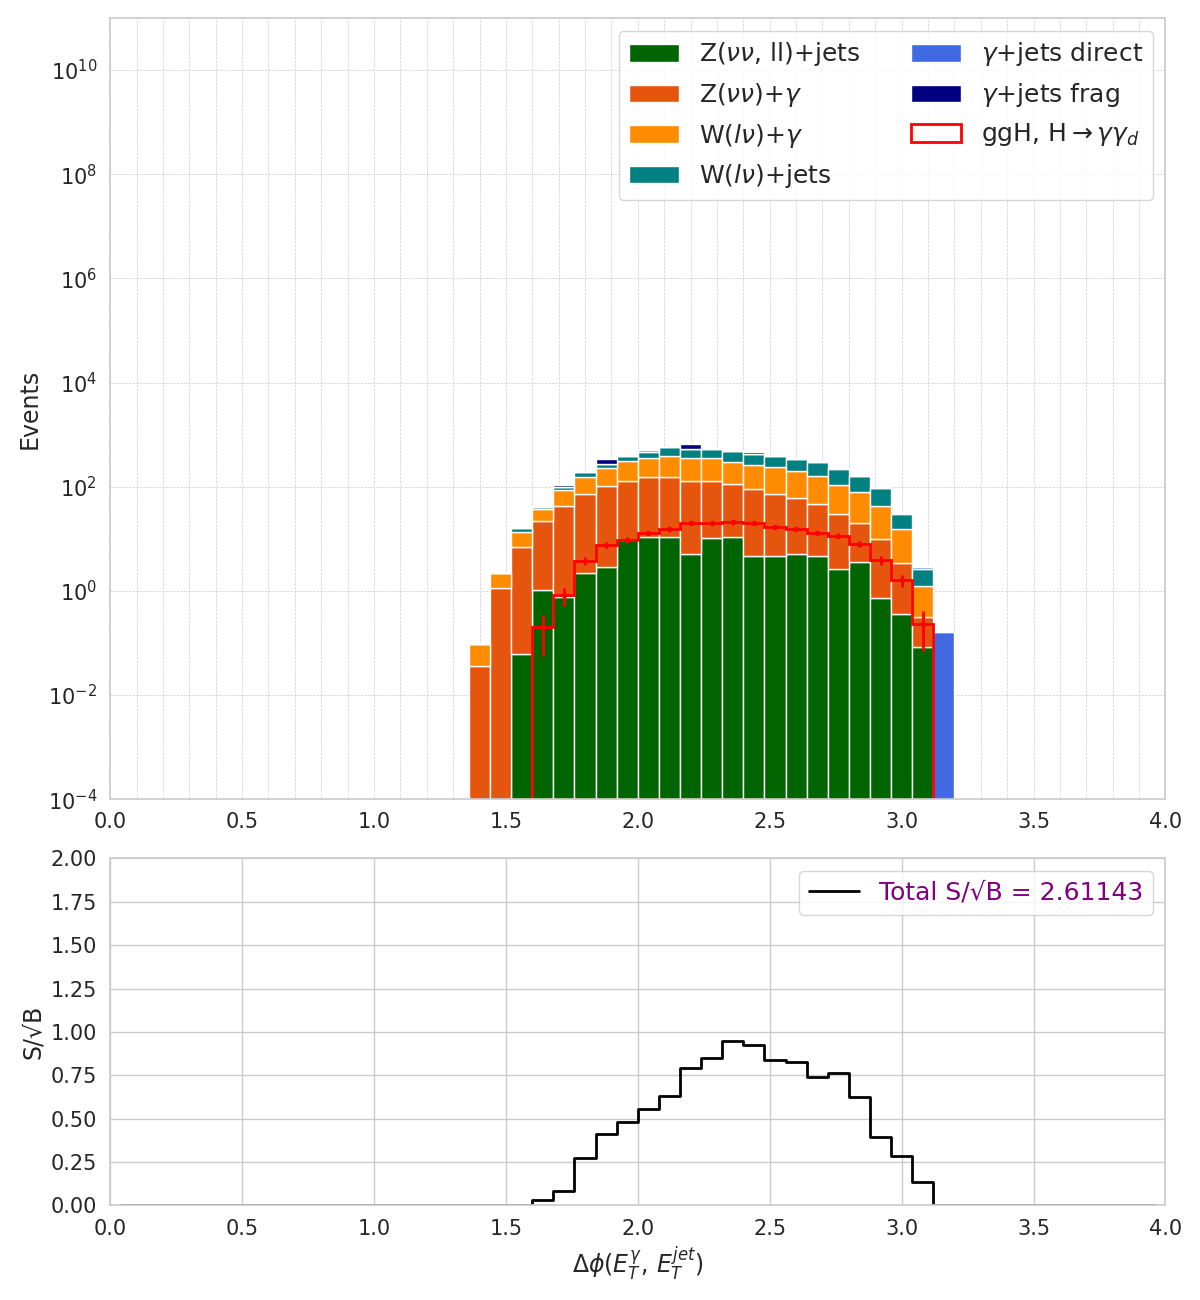 Z(νν, ll)+jets
Z(νν)+γ
W(lν)+γ
W(lν)+jets
γ+jets direct
γ+jets frag
ggH, H→γγ_d
Events
10^10
10^8
10^6
10^4
10^2
10^0
10^−2
10^−4
0.0 0.5 1.0 1.5 2.0 2.5 3.0 3.5 4.0
Total S/√B = 2.61143
S/√B
2.00
1.75
1.50
1.25
1.00
0.75
0.50
0.25
0.00
0.0 0.5 1.0 1.5 2.0 2.5 3.0 3.5 4.0
Δϕ(E_T^γ, E_T^jet)